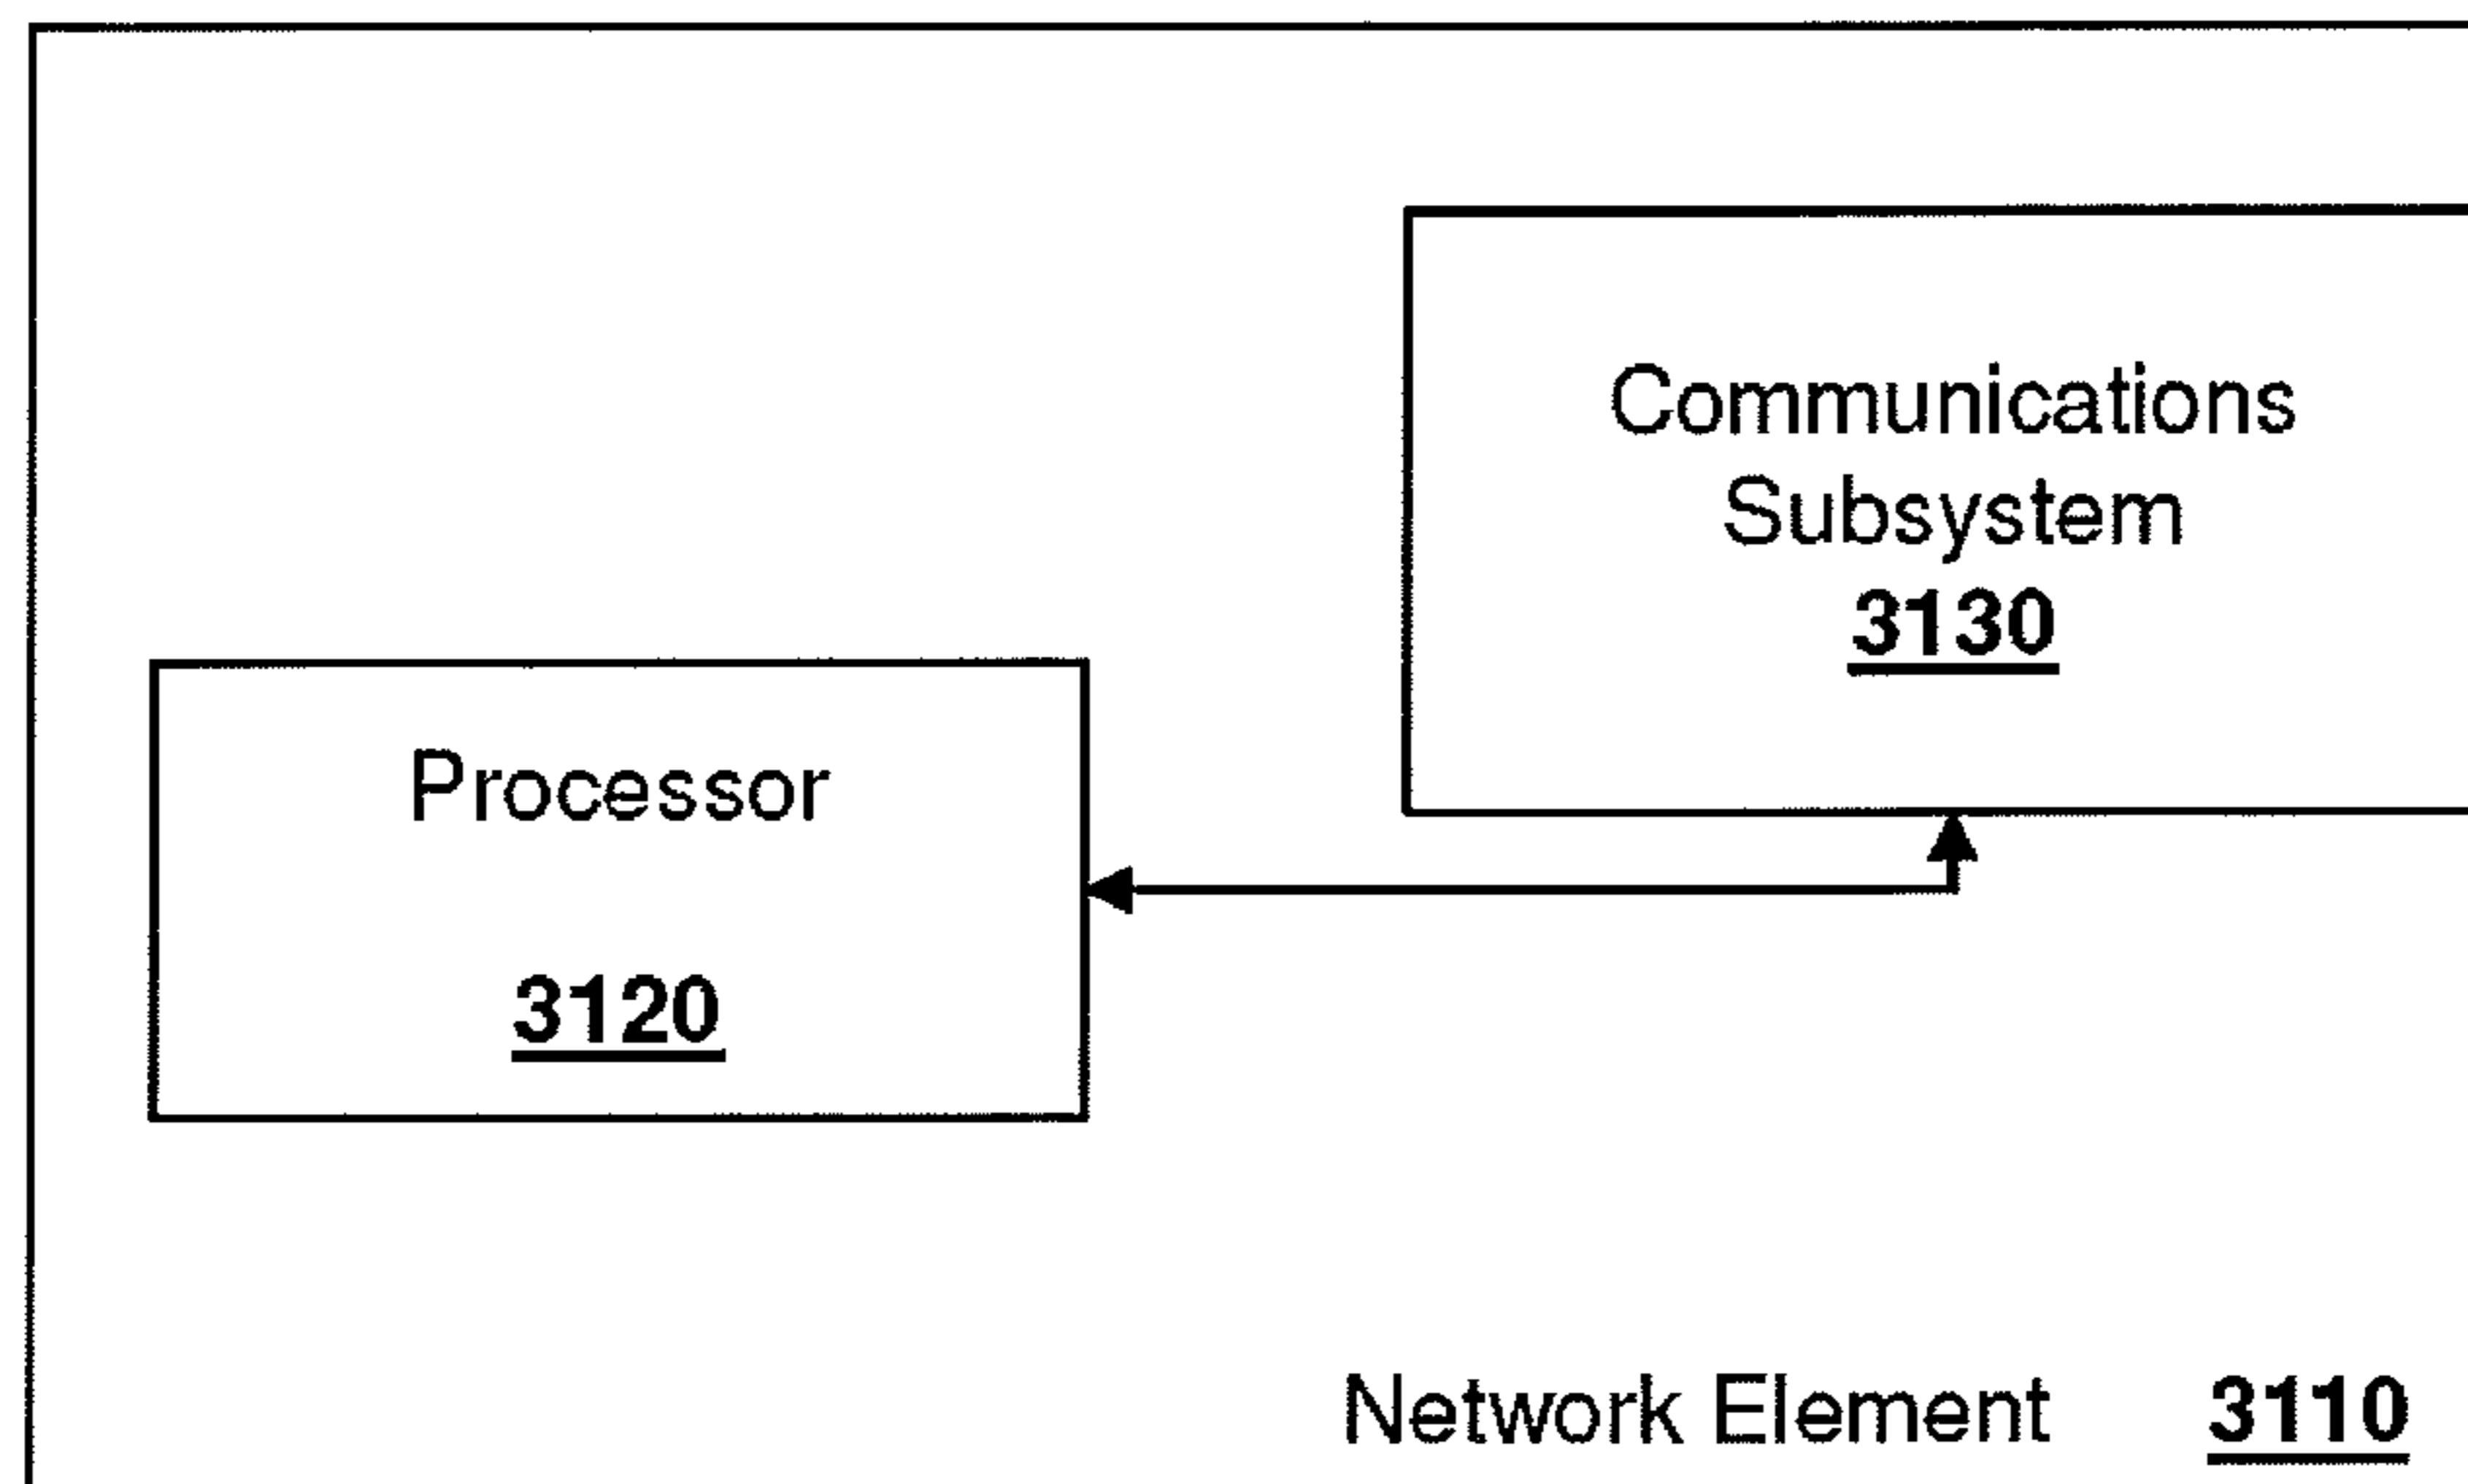 Communications
Subsystem
3130
Processor
3120
Network Element 3110